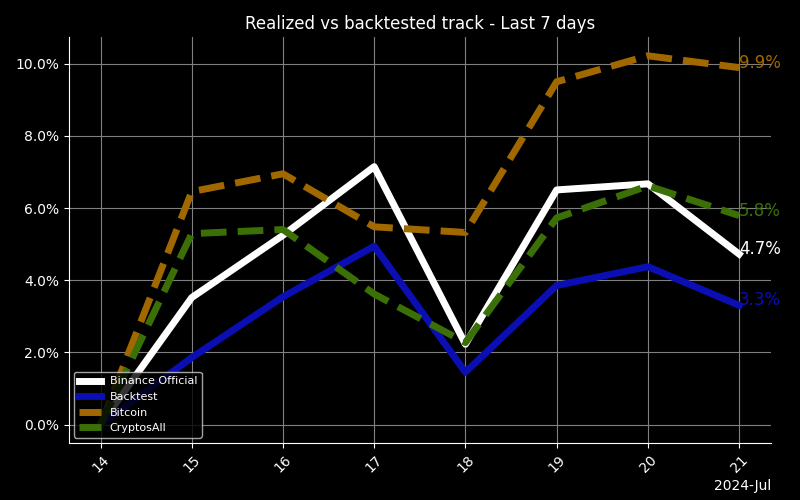 Realized vs backtested track - Last 7 days
10.0%
8.0%
6.0%
4.0%
2.0%
0.0%
9.9%
5.8%
4.7%
3.3%
Binance Official
Backtest
Bitcoin
CryptosAll
14 15 16 17 18 19 20 21
2024-Jul